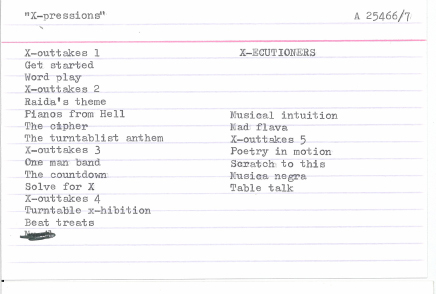 "X-pressions"
A 25466/7
X-outtakes 1
X-ECUTIONERS
Get started
Word play
X-outtakes 2
Raida's theme
Pianos from Hell
The cipher
The turntablist anthem
X-outtakes 3
One man band
The countdown
Solve for X
X-outtakes 4
Turntable x-hibition
Beat treats
Musical intuition
Mad flava
X-outtakes 5
Poetry in motion
Scratch to this
Musica negra
Table talk